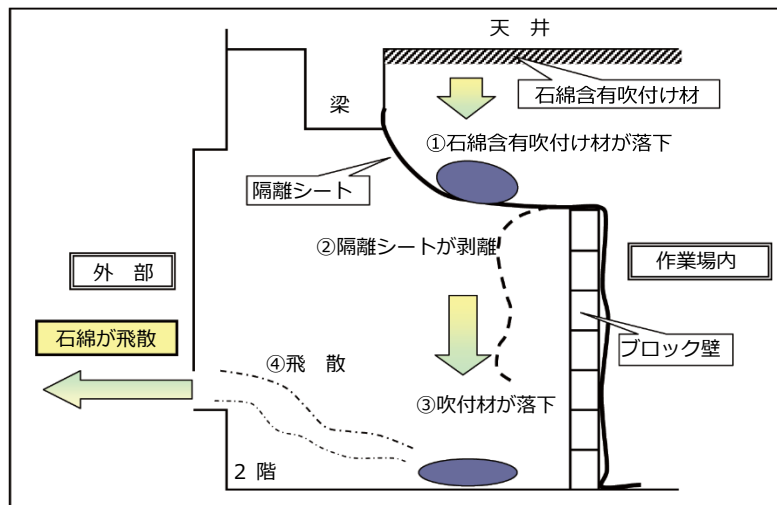 天　井
石綿含有吹付け材
梁
①石綿含有吹付け材が落下
隔離シート
②隔離シートが剥離
外　部
作業場内
石綿が飛散
ブロック壁
④飛　散
③吹付材が落下
２ 階